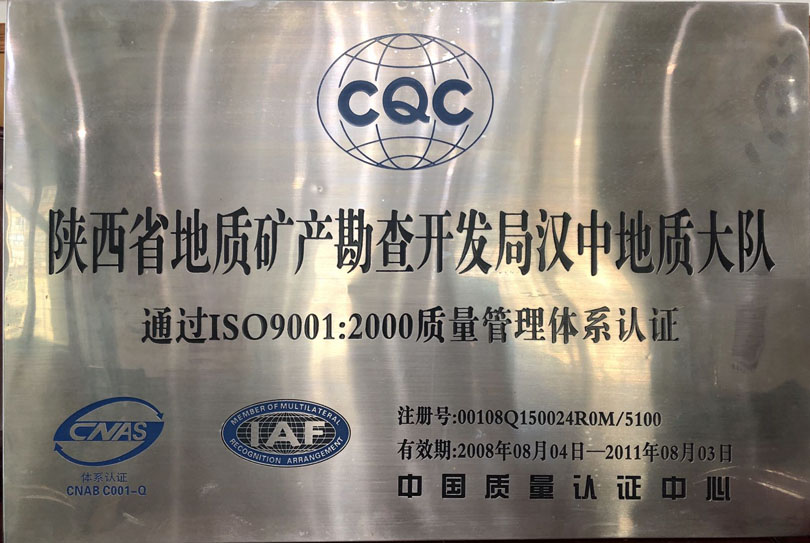 CQC
陕西省地质矿产勘查开发局汉中地质大队
通过ISO9001:2000质量管理体系认证
CNAS
体系认证
CNAB C001-Q
MEMBER OF MULTILATERAL
IAF
RECOGNITION ARRANGEMENT
注册号:00108Q150024R0M/5100
有效期:2008年08月04日—2011年08月03日
中国质量认证中心